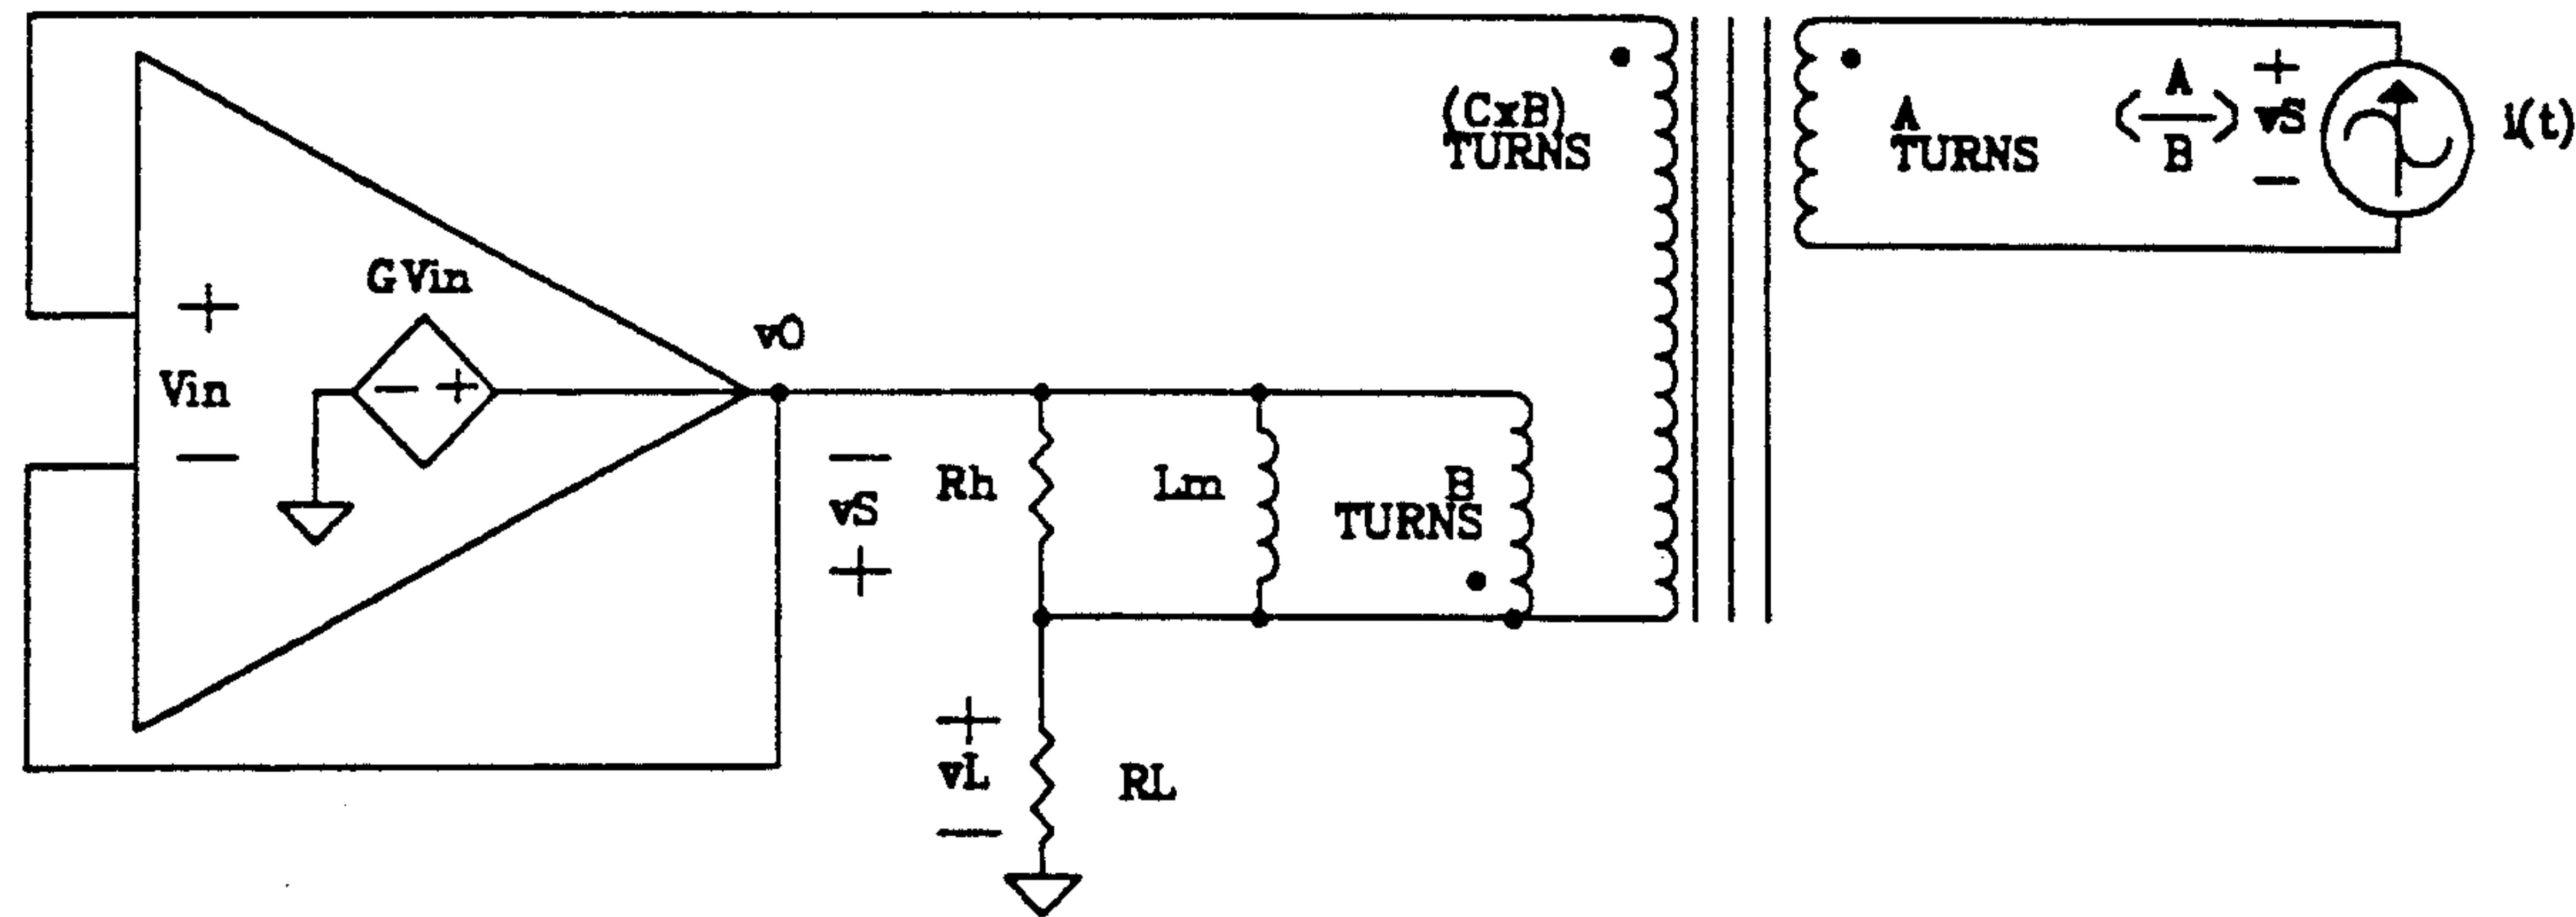 (CxB)
TURNS
A
TURNS
(A/B)
+
vS
−
i(t)
GVin
+
Vin
−
− +
vO
−
vS
+
Rh
Lm
B
TURNS
+
vL
−
RL